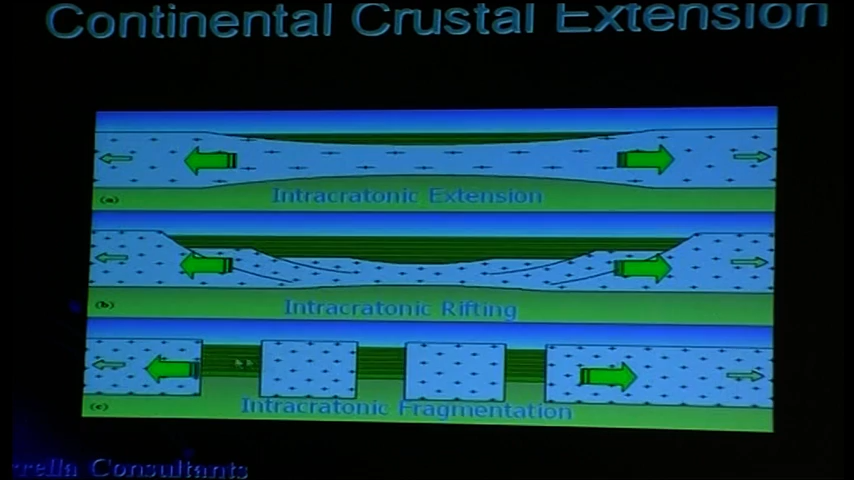 Continental Crustal Extension
Intracratonic Extension
(a)
Intracratonic Rifting
(b)
Intracratonic Fragmentation
(c)
Consultants